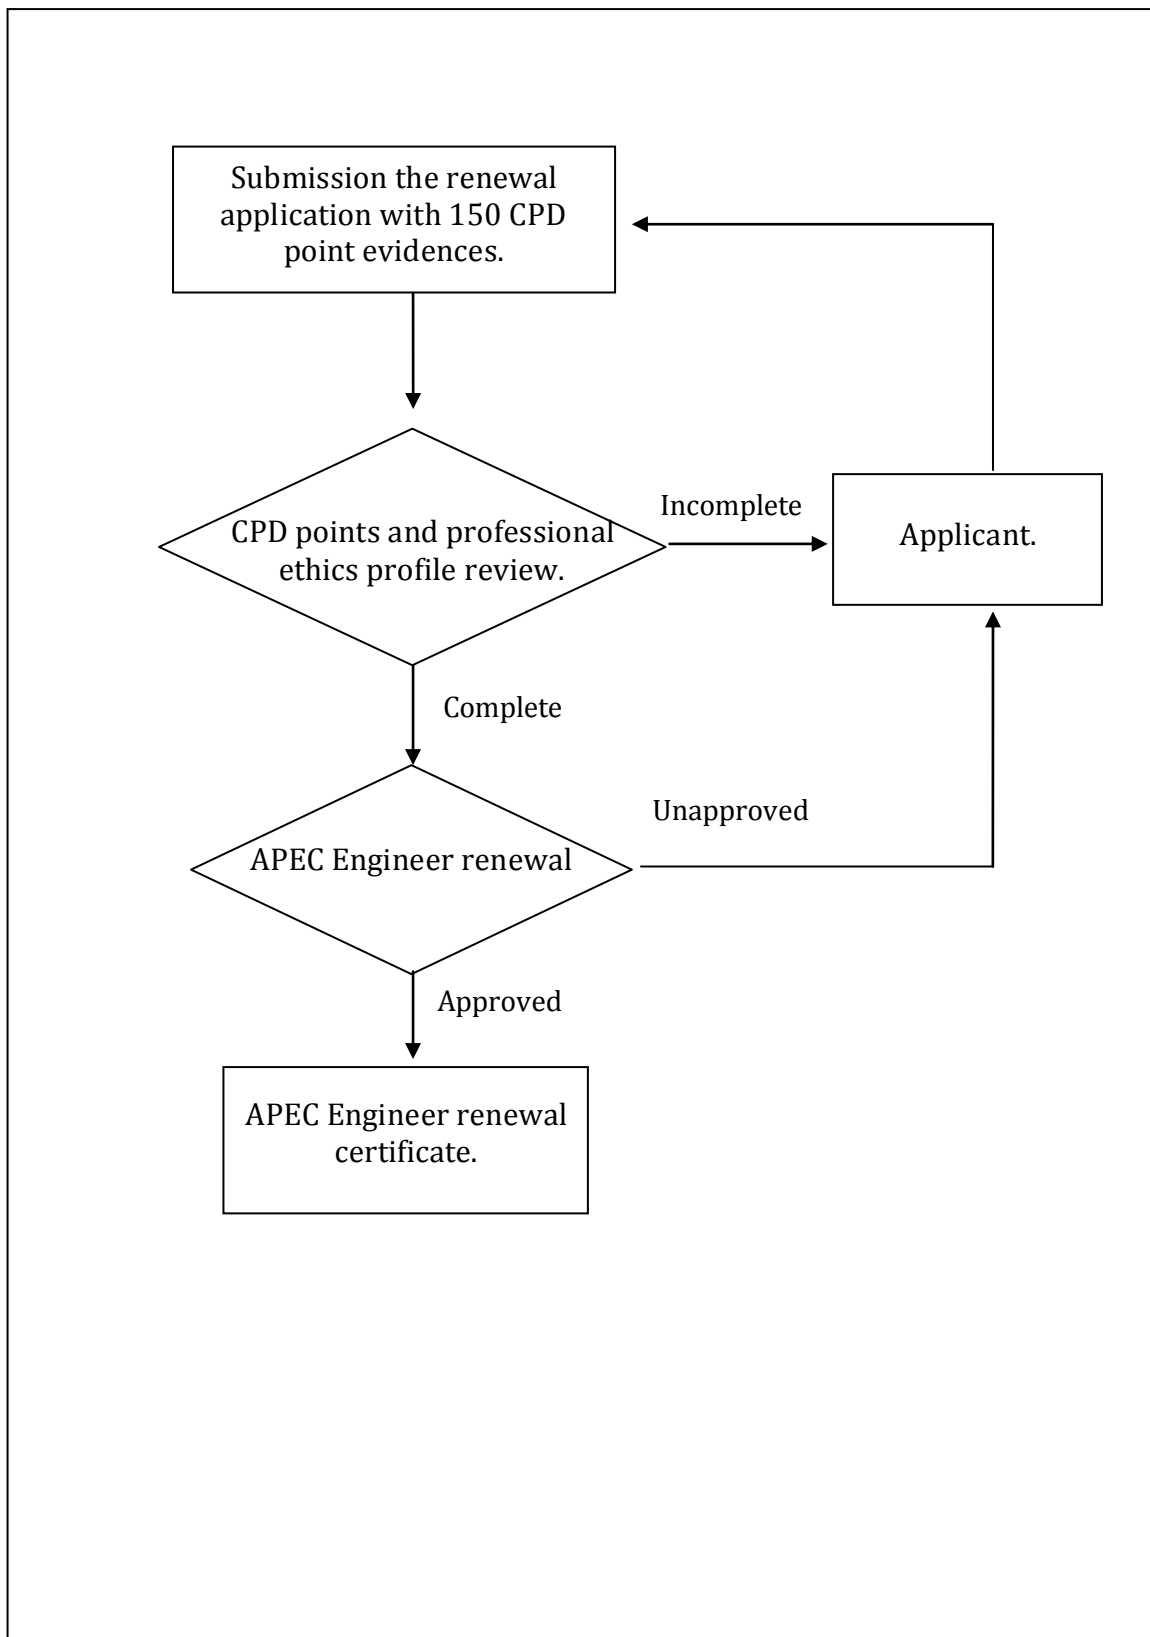 Submission the renewal
application with 150 CPD
point evidences.
Incomplete
CPD points and professional
ethics profile review.
Applicant.
Complete
Unapproved
APEC Engineer renewal
Approved
APEC Engineer renewal
certificate.